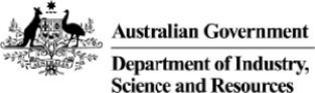 Australian Government
Department of Industry,
Science and Resources